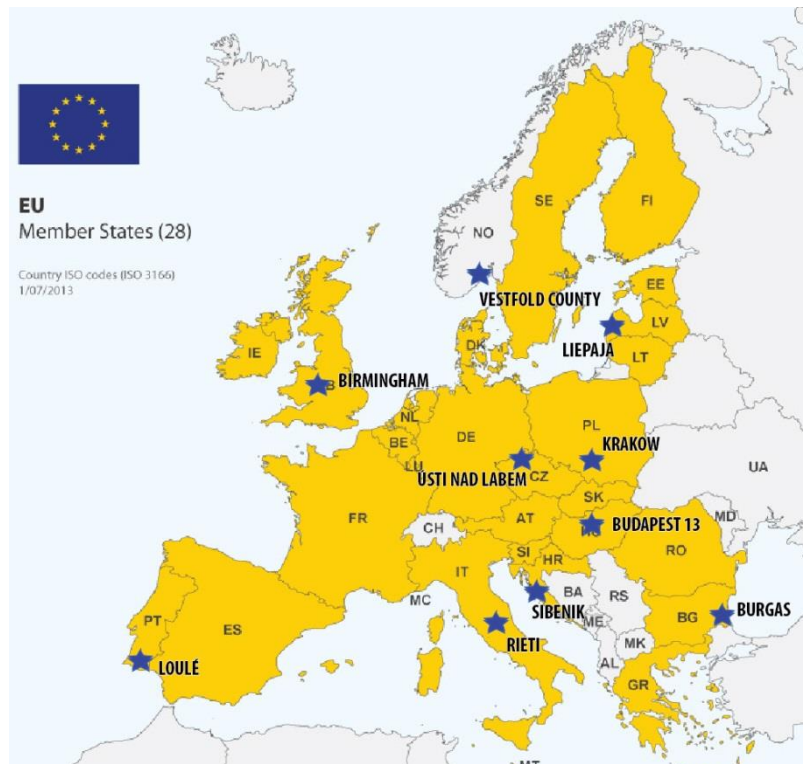 EU
Member States (28)
Country ISO codes (ISO 3166)
1/07/2013
FI
SE
NO
VESTFOLD COUNTY
EE
LV
LIEPAJA
LT
DK
IE
BIRMINGHAM
NL
BE
DE
PL
KRAKOW
LU
ÚSTI NAD LABEM
CZ
UA
SK
FR
CH
AT
BUDAPEST 13
MD
SI
HR
RO
IT
MC
BA
SIBENIK
RS
ME
BG
BURGAS
PT
ES
RIETI
MK
AL
LOULÉ
GR